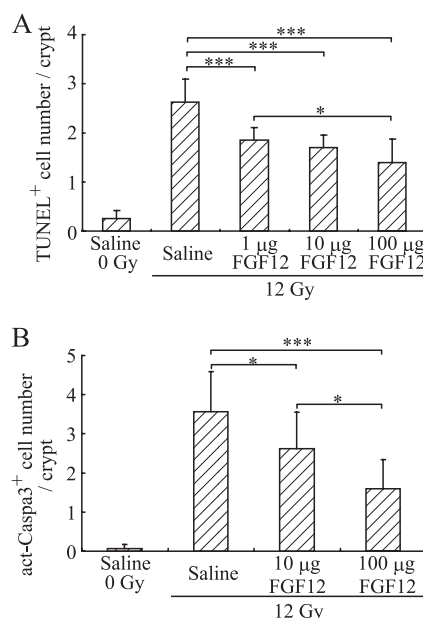 A
TUNEL+ cell number / crypt
4
3
2
1
0
***
***
***
*
Saline
0 Gy
Saline
1 µg
FGF12
10 µg
FGF12
100 µg
FGF12
12 Gy
B
act-Caspa3+ cell number
/ crypt
5
4
3
2
1
0
***
*
*
Saline
0 Gy
Saline
10 µg
FGF12
100 µg
FGF12
12 Gy